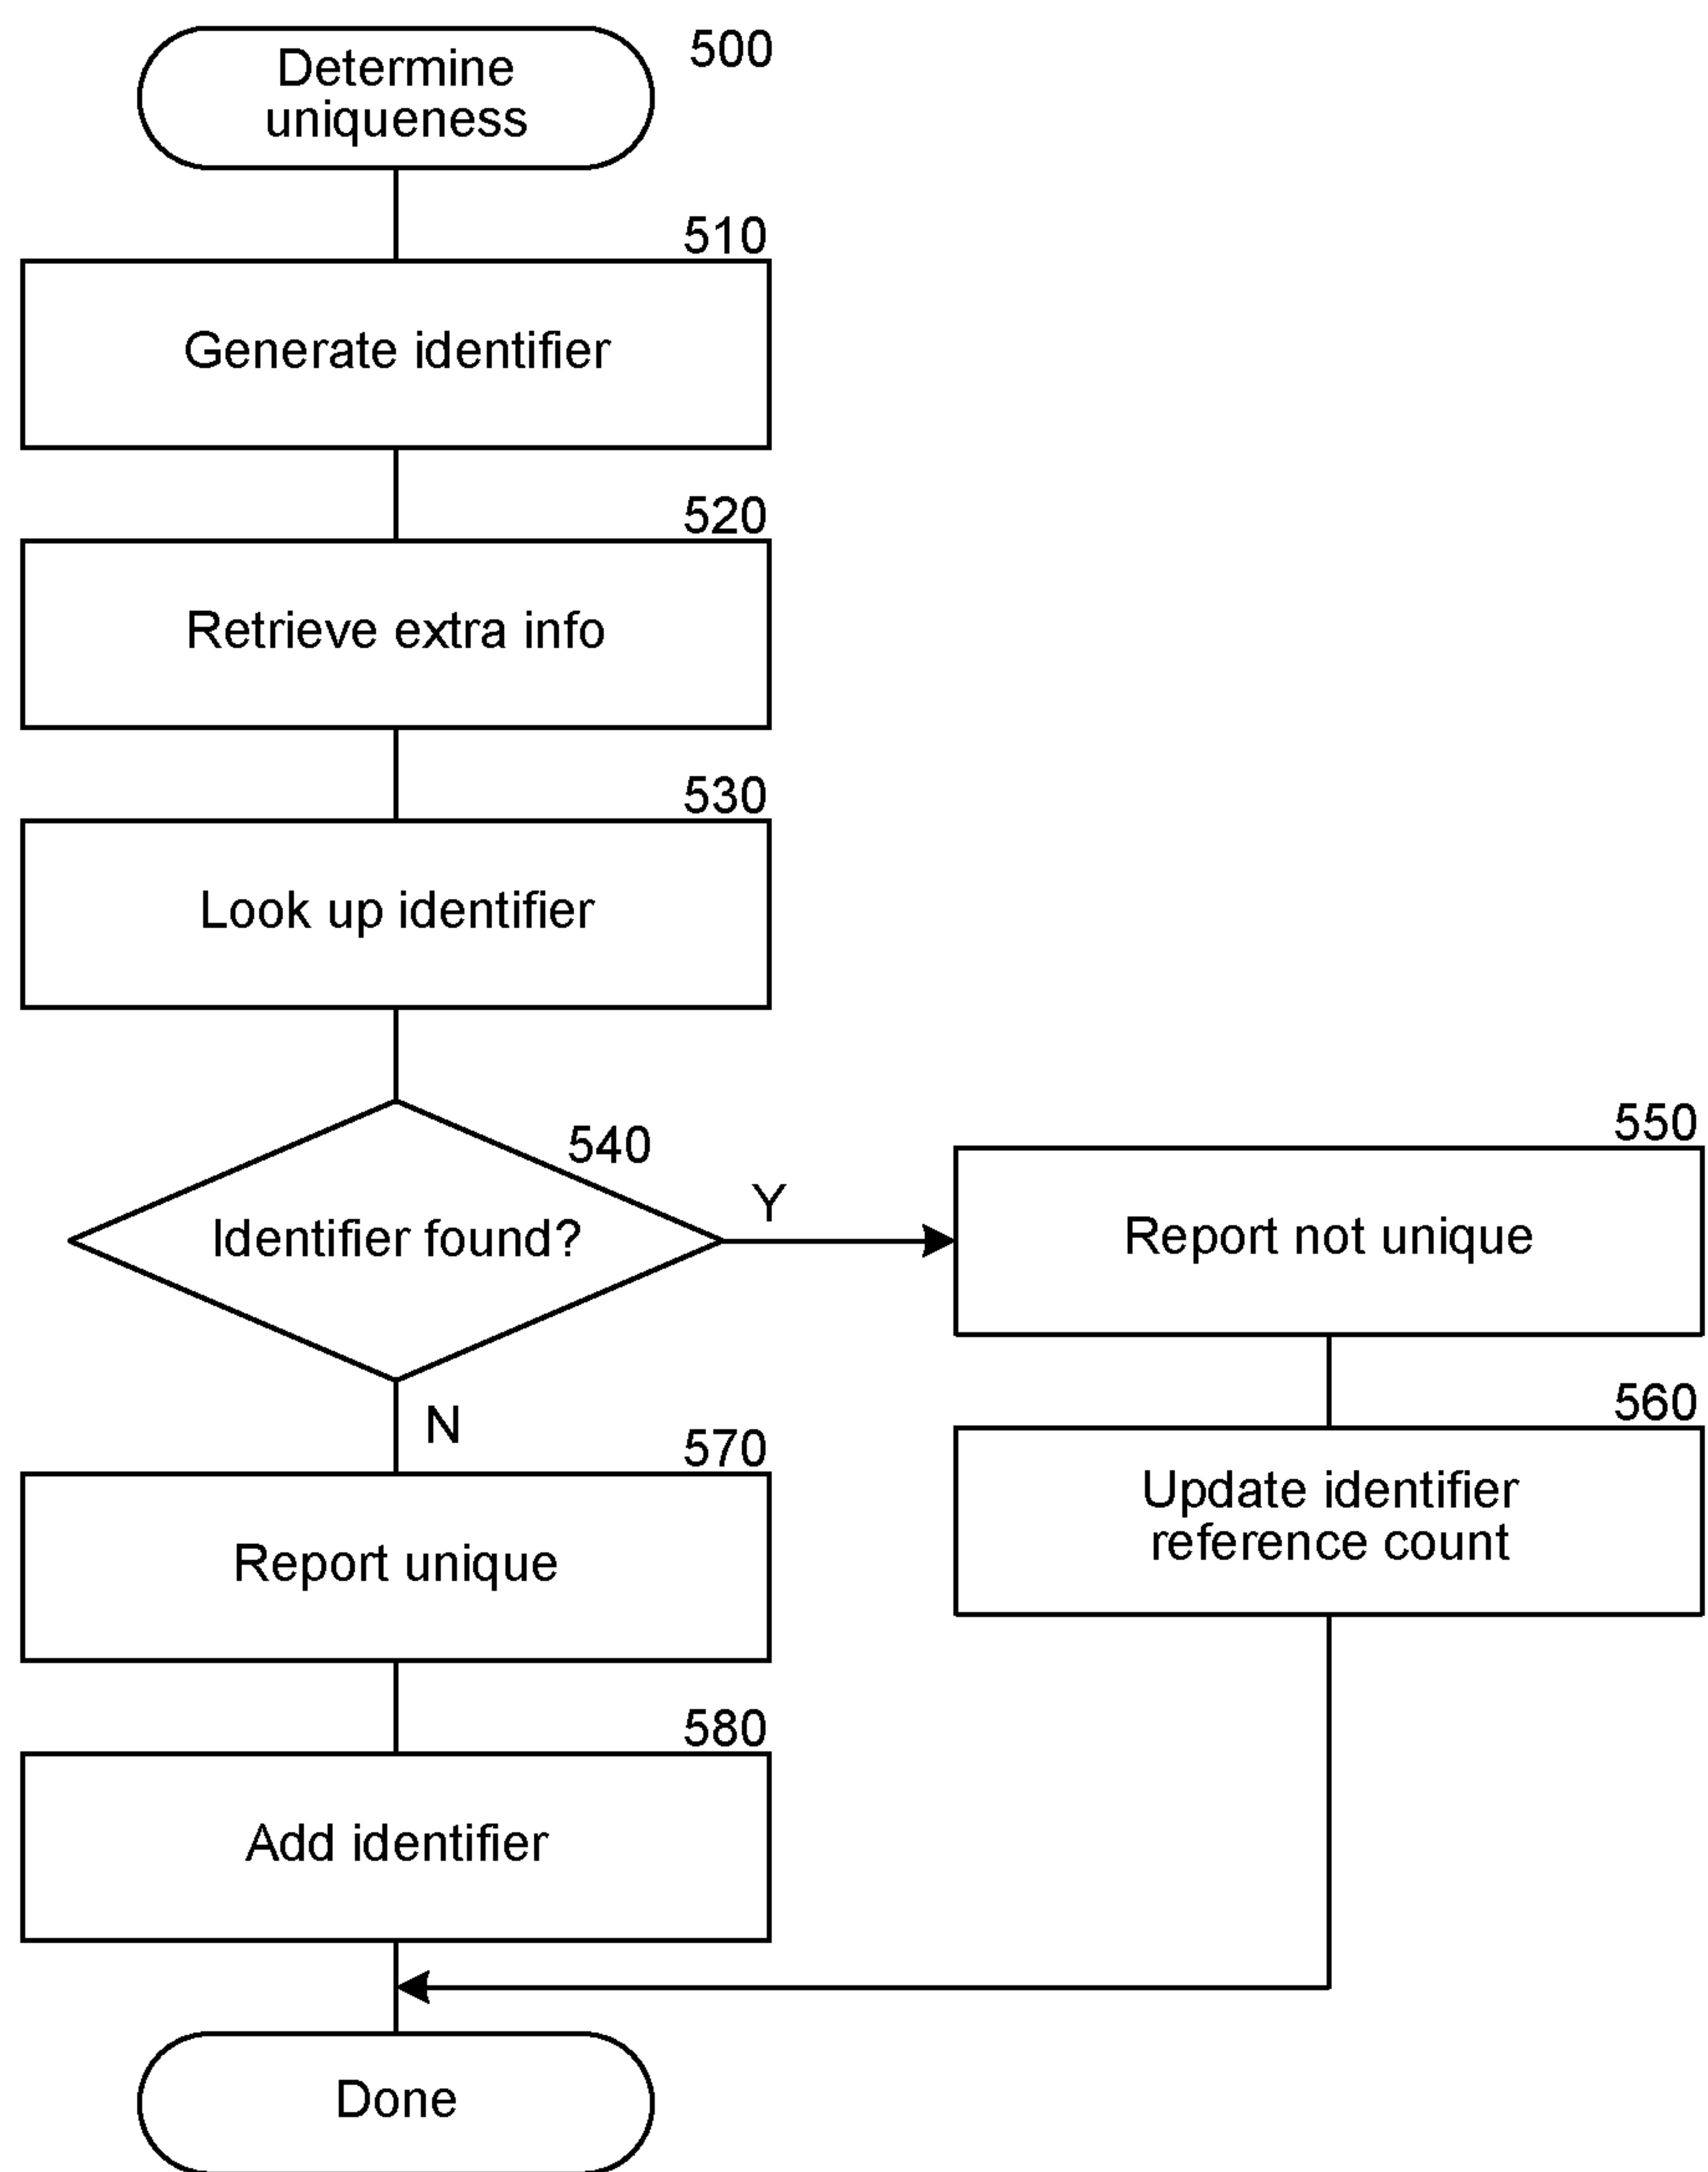 Determine
uniqueness
500
510
Generate identifier
520
Retrieve extra info
530
Look up identifier
540
Identifier found?
Y
N
550
Report not unique
560
Update identifier
reference count
570
Report unique
580
Add identifier
Done